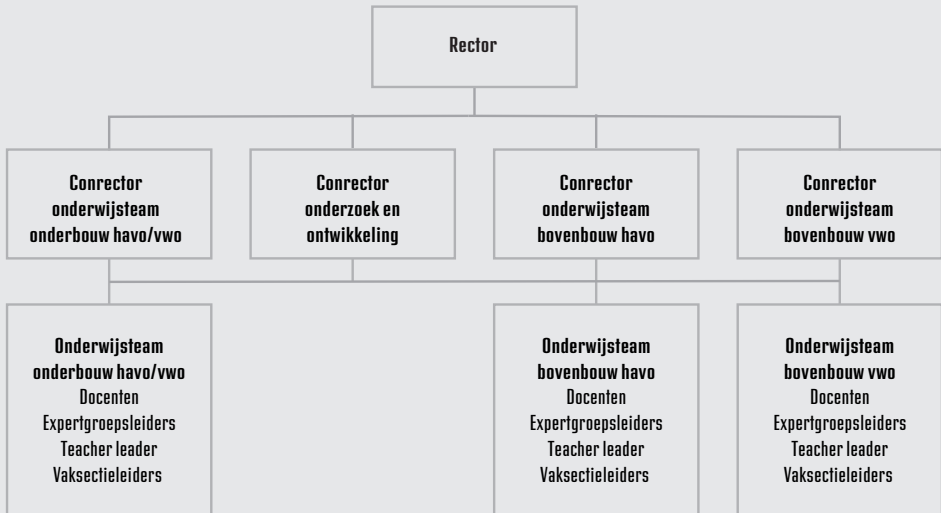 Rector
Conrector
onderwijsteam
onderbouw havo/vwo
Conrector
onderzoek en
ontwikkeling
Conrector
onderwijsteam
bovenbouw havo
Conrector
onderwijsteam
bovenbouw vwo
Onderwijsteam
onderbouw havo/vwo
Docenten
Expertgroepsleiders
Teacher leader
Vaksectieleiders
Onderwijsteam
bovenbouw havo
Docenten
Expertgroepsleiders
Teacher leader
Vaksectieleiders
Onderwijsteam
bovenbouw vwo
Docenten
Expertgroepsleiders
Teacher leader
Vaksectieleiders